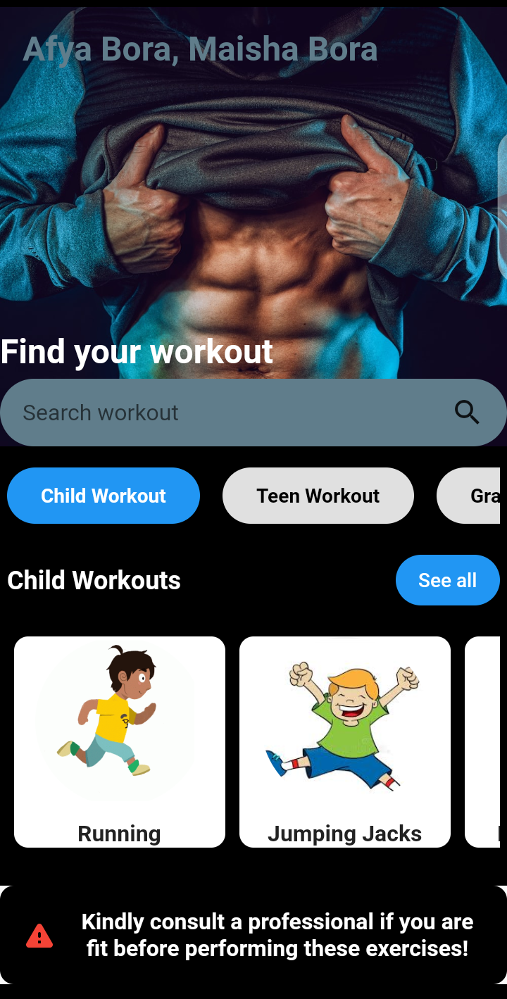 Afya Bora, Maisha Bora
Find your workout
Search workout
Child Workout
Teen Workout
Child Workouts
See all
Running
Jumping Jacks
Kindly consult a professional if you are
fit before performing these exercises!